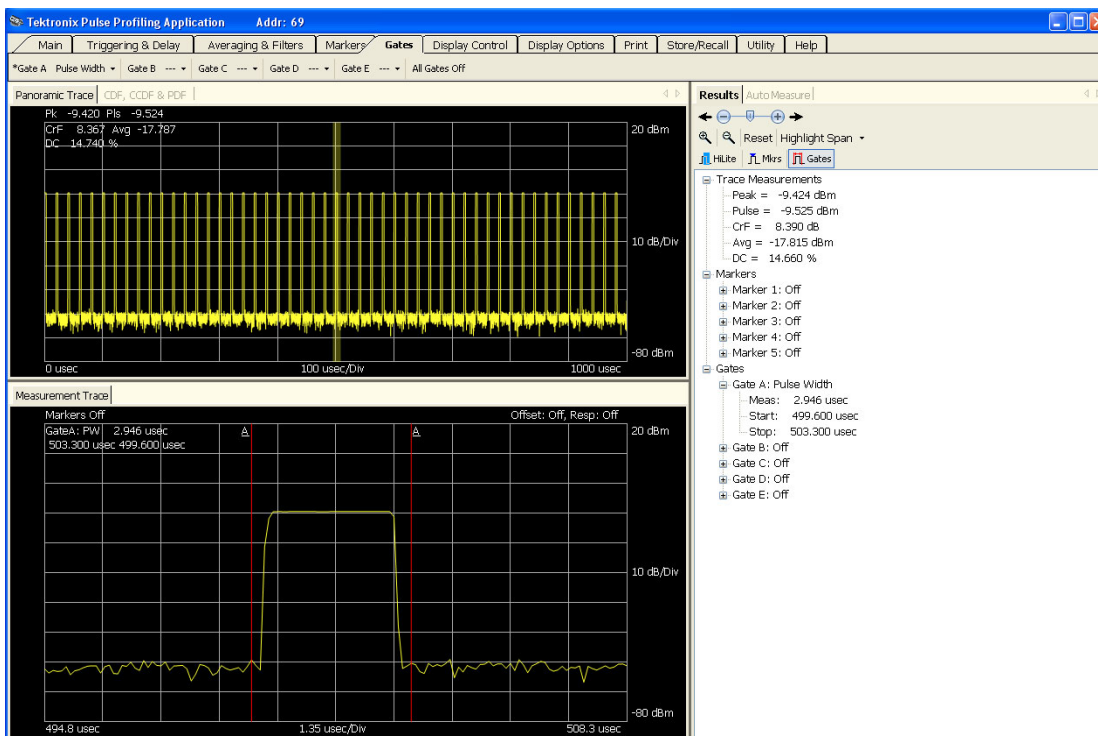 Tektronix Pulse Profiling Application Addr: 69
Main Triggering & Delay Averaging & Filters Markers Gates Display Control Display Options Print Store/Recall Utility Help
*Gate A Pulse Width Gate B --- Gate C --- Gate D --- Gate E --- All Gates Off
Panoramic Trace CDF, CCDF & PDF
Pk -9.420 Pls -9.524
CrF 8.367 Avg -17.787
DC 14.740 %
20 dBm
10 dB/Div
-80 dBm
0 usec 100 usec/Div 1000 usec
Measurement Trace
Markers Off Offset: Off, Resp: Off
GateA: PW 2.946 usec
503.300 usec 499.600 usec
A A
20 dBm
10 dB/Div
-80 dBm
494.8 usec 1.35 usec/Div 508.3 usec
Results Auto Measure
Reset Highlight Span
HiLite Mkrs Gates
Trace Measurements
Peak = -9.424 dBm
Pulse = -9.525 dBm
CrF = 8.390 dB
Avg = -17.815 dBm
DC = 14.660 %
Markers
Marker 1: Off
Marker 2: Off
Marker 3: Off
Marker 4: Off
Marker 5: Off
Gates
Gate A: Pulse Width
Meas: 2.946 usec
Start: 499.600 usec
Stop: 503.300 usec
Gate B: Off
Gate C: Off
Gate D: Off
Gate E: Off